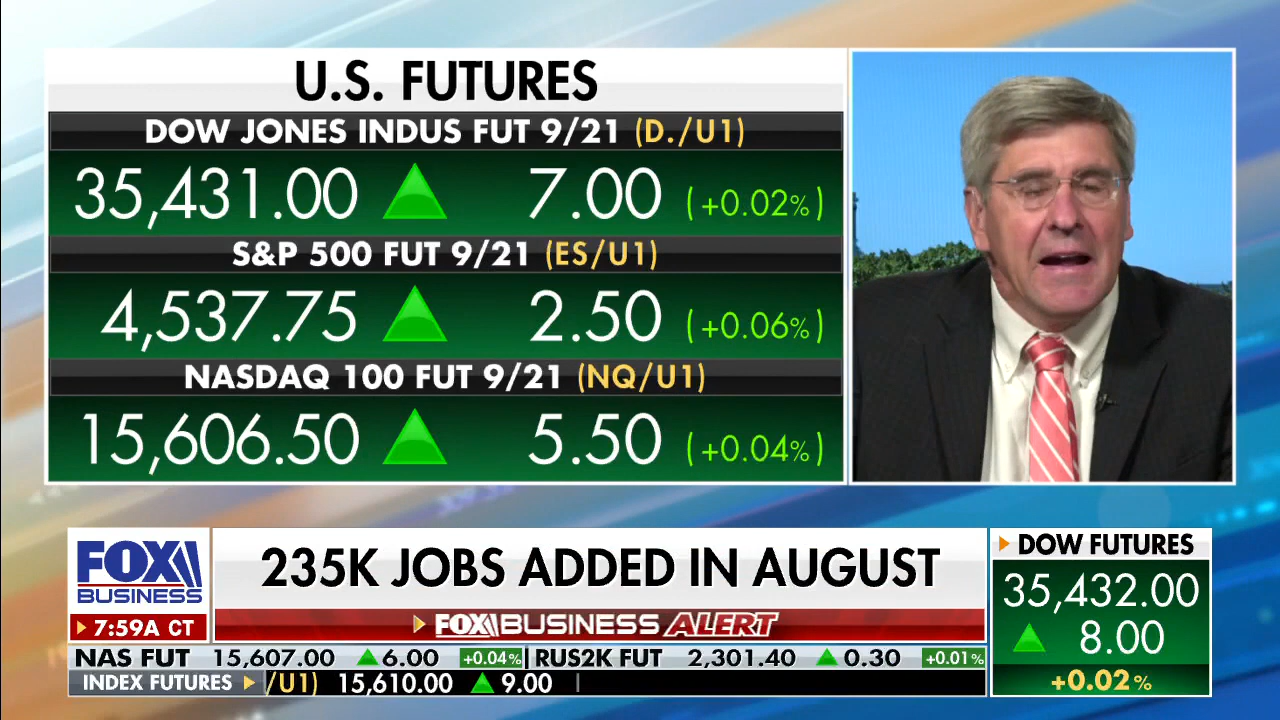 U.S. FUTURES
DOW JONES INDUS FUT 9/21 (D./U1)
35,431.00 7.00 (+0.02%)
S&P 500 FUT 9/21 (ES/U1)
4,537.75 2.50 (+0.06%)
NASDAQ 100 FUT 9/21 (NQ/U1)
15,606.50 5.50 (+0.04%)
FOX BUSINESS
7:59A CT
235K JOBS ADDED IN AUGUST
FOX BUSINESS ALERT
DOW FUTURES
35,432.00
8.00
+0.02%
NAS FUT 15,607.00 6.00 +0.04% RUS2K FUT 2,301.40 0.30 +0.01%
INDEX FUTURES /U1) 15,610.00 9.00